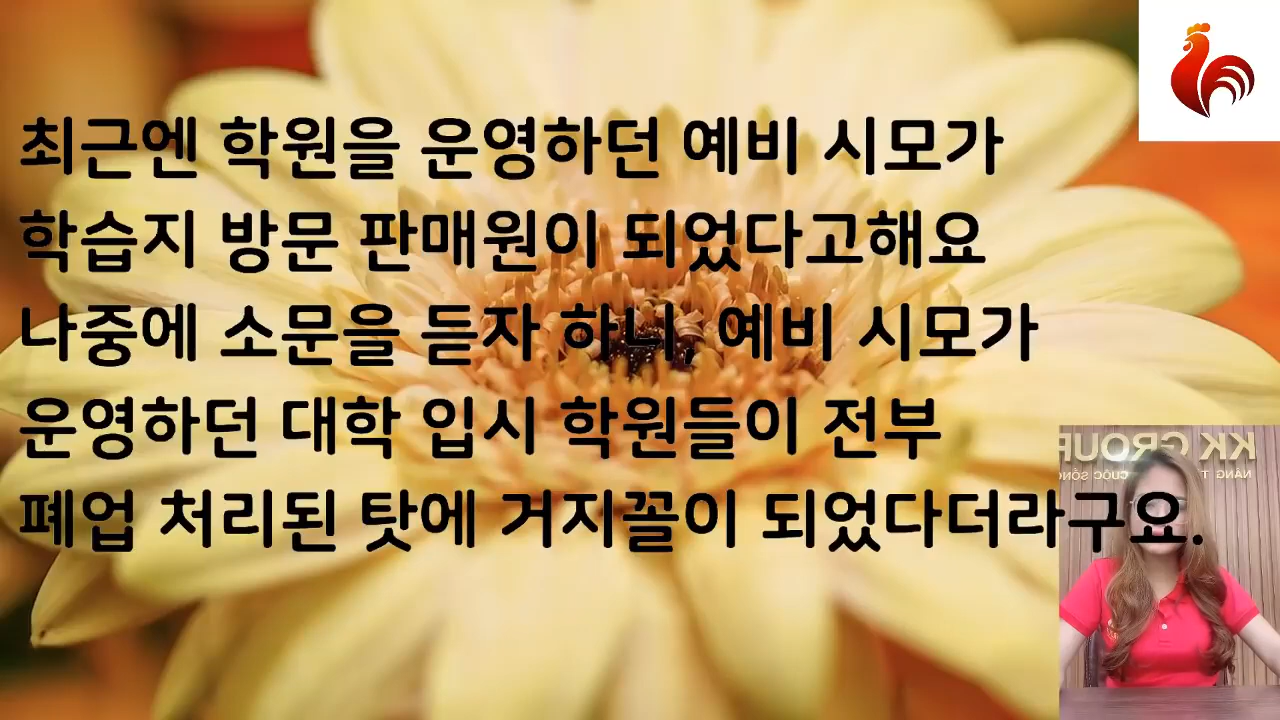 최근엔 학원을 운영하던 예비 시모가
학습지 방문 판매원이 되었다고해요
나중에 소문을 듣자 하니, 예비 시모가
운영하던 대학 입시 학원들이 전부
폐업 처리된 탓에 거지꼴이 되었다더라구요.
KK GROUP
NÂNG T CUỘC SỐNG